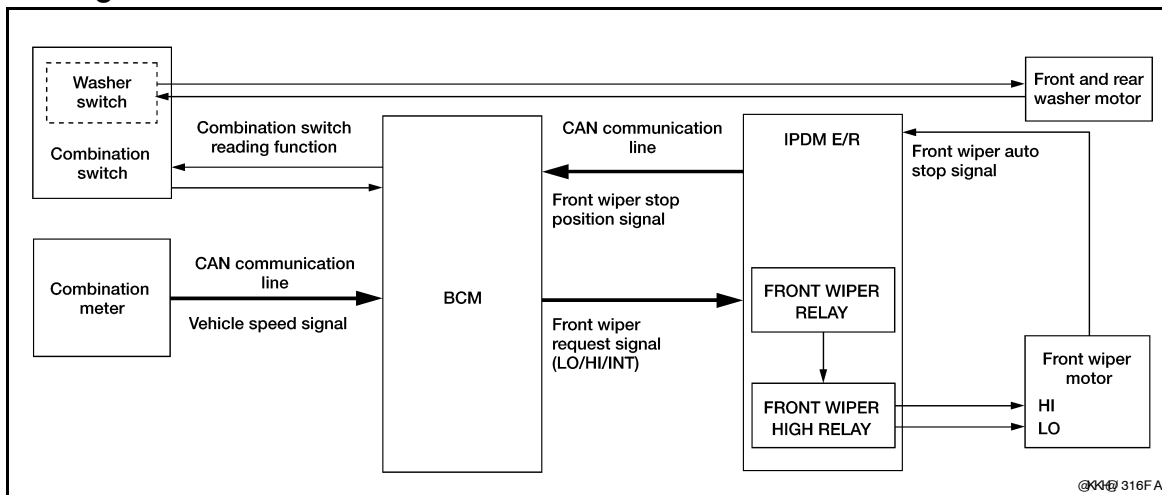 Washer
switch
Combination
switch
Combination switch
reading function
CAN communication
line
Front wiper stop
position signal
IPDM E/R
Front wiper auto
stop signal
Front and rear
washer motor
Combination
meter
CAN communication
line
Vehicle speed signal
BCM
Front wiper
request signal
(LO/HI/INT)
FRONT WIPER
RELAY
FRONT WIPER
HIGH RELAY
Front wiper
motor
HI
LO